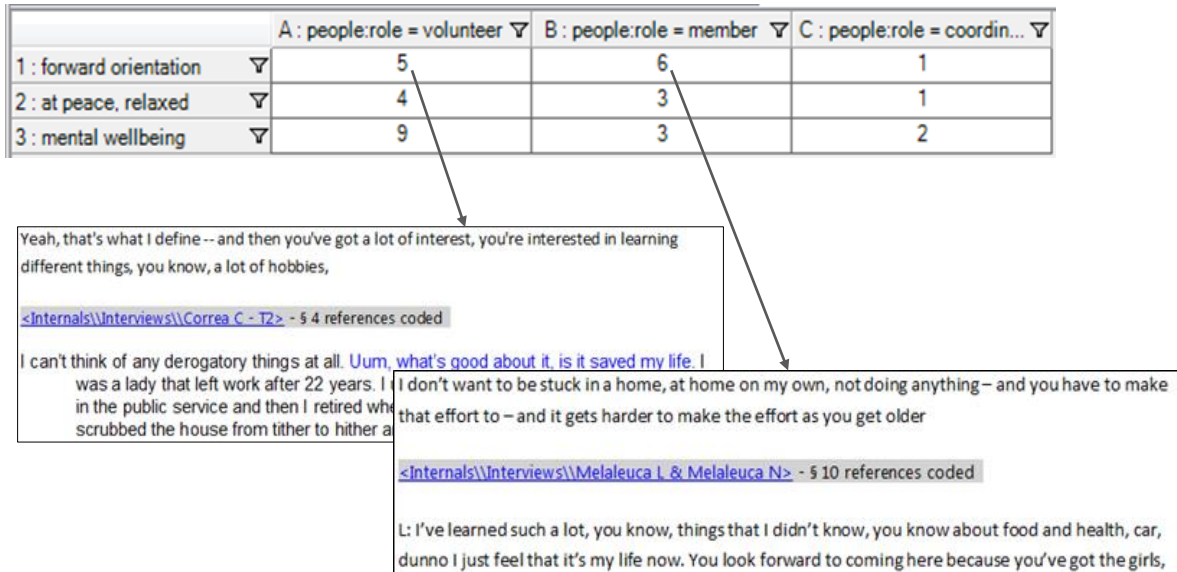 A : people:role = volunteer B : people:role = member C : people:role = coordin...
1 : forward orientation 5 6 1
2 : at peace, relaxed 4 3 1
3 : mental wellbeing 9 3 2
Yeah, that's what I define -- and then you've got a lot of interest, you're interested in learning
different things, you know, a lot of hobbies,
<Internals\\Interviews\\Correa C - T2> - § 4 references coded
I can't think of any derogatory things at all. Uum, what's good about it, is it saved my life. I
was a lady that left work after 22 years. I
in the public service and then I retired
scrubbed the house from tither to hither
I don't want to be stuck in a home, at home on my own, not doing anything – and you have to make
that effort to – and it gets harder to make the effort as you get older
<Internals\\Interviews\\Melaleuca L & Melaleuca N> - § 10 references coded
L: I've learned such a lot, you know, things that I didn't know, you know about food and health, car,
dunno I just feel that it's my life now. You look forward to coming here because you've got the girls,